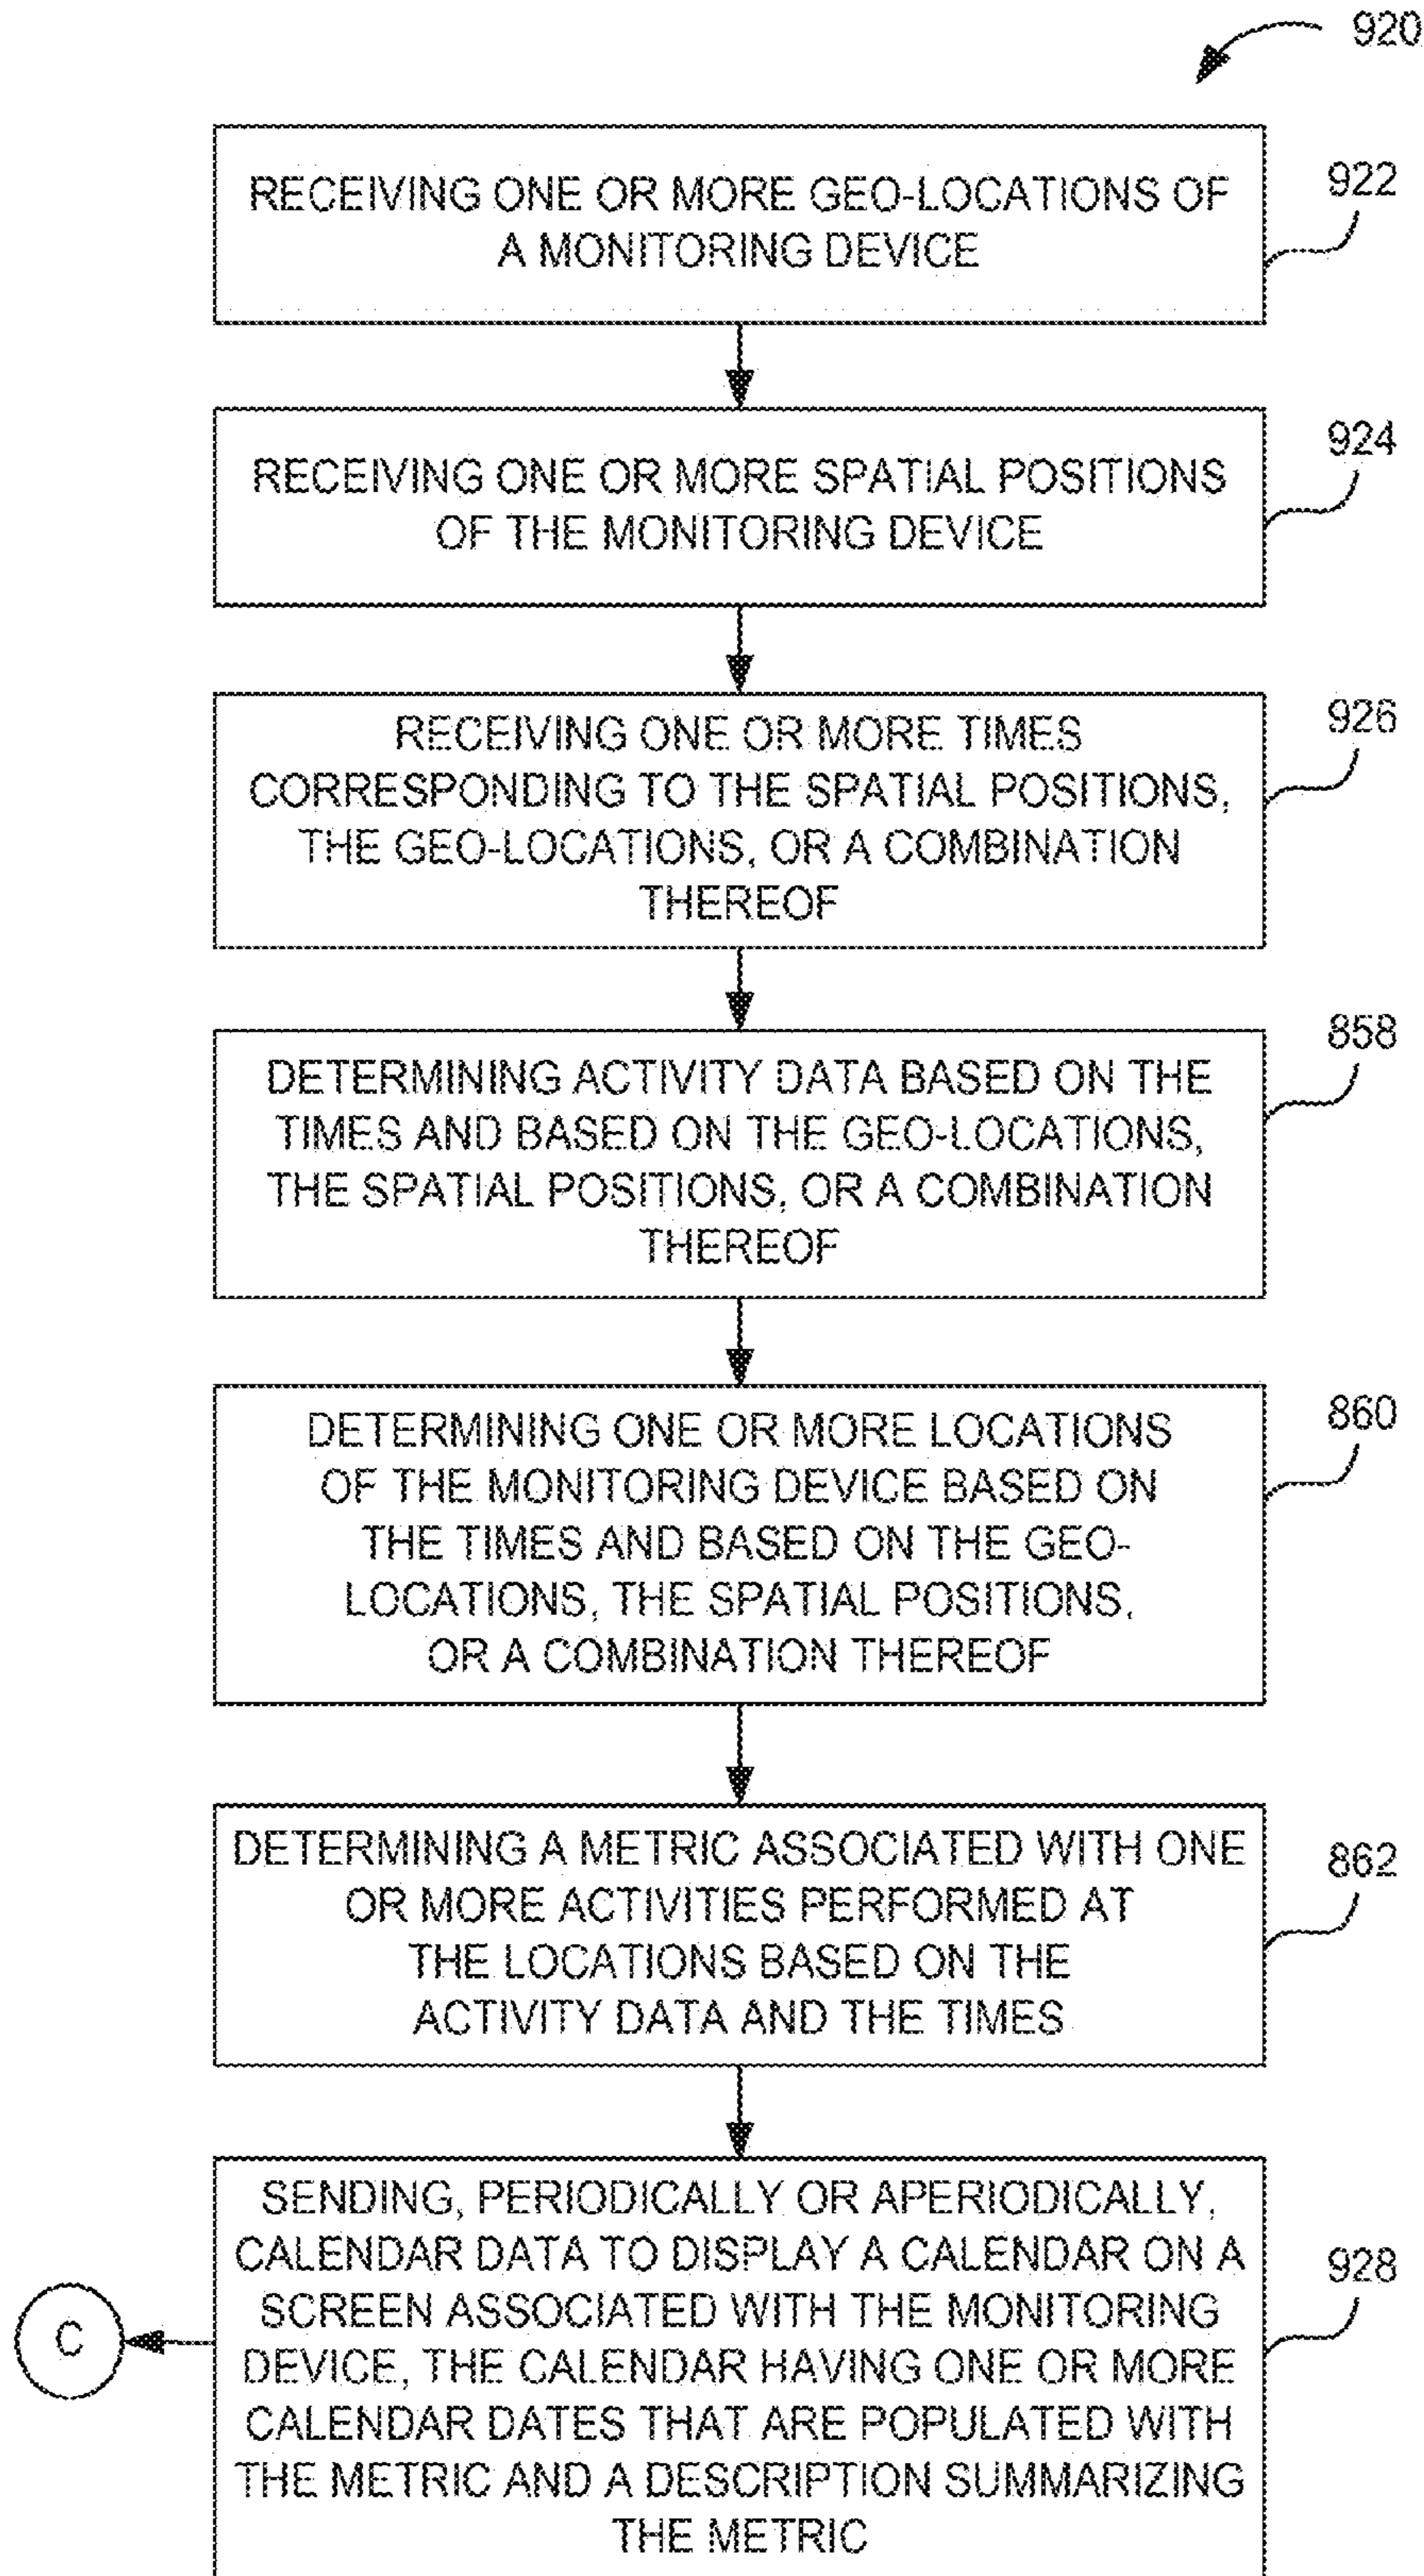 920
RECEIVING ONE OR MORE GEO-LOCATIONS OF
A MONITORING DEVICE
922
RECEIVING ONE OR MORE SPATIAL POSITIONS
OF THE MONITORING DEVICE
924
RECEIVING ONE OR MORE TIMES
CORRESPONDING TO THE SPATIAL POSITIONS,
THE GEO-LOCATIONS, OR A COMBINATION
THEREOF
926
DETERMINING ACTIVITY DATA BASED ON THE
TIMES AND BASED ON THE GEO-LOCATIONS,
THE SPATIAL POSITIONS, OR A COMBINATION
THEREOF
858
DETERMINING ONE OR MORE LOCATIONS
OF THE MONITORING DEVICE BASED ON
THE TIMES AND BASED ON THE GEO-
LOCATIONS, THE SPATIAL POSITIONS,
OR A COMBINATION THEREOF
860
DETERMINING A METRIC ASSOCIATED WITH ONE
OR MORE ACTIVITIES PERFORMED AT
THE LOCATIONS BASED ON THE
ACTIVITY DATA AND THE TIMES
862
SENDING, PERIODICALLY OR APERIODICALLY,
CALENDAR DATA TO DISPLAY A CALENDAR ON A
SCREEN ASSOCIATED WITH THE MONITORING
DEVICE, THE CALENDAR HAVING ONE OR MORE
CALENDAR DATES THAT ARE POPULATED WITH
THE METRIC AND A DESCRIPTION SUMMARIZING
THE METRIC
928
C